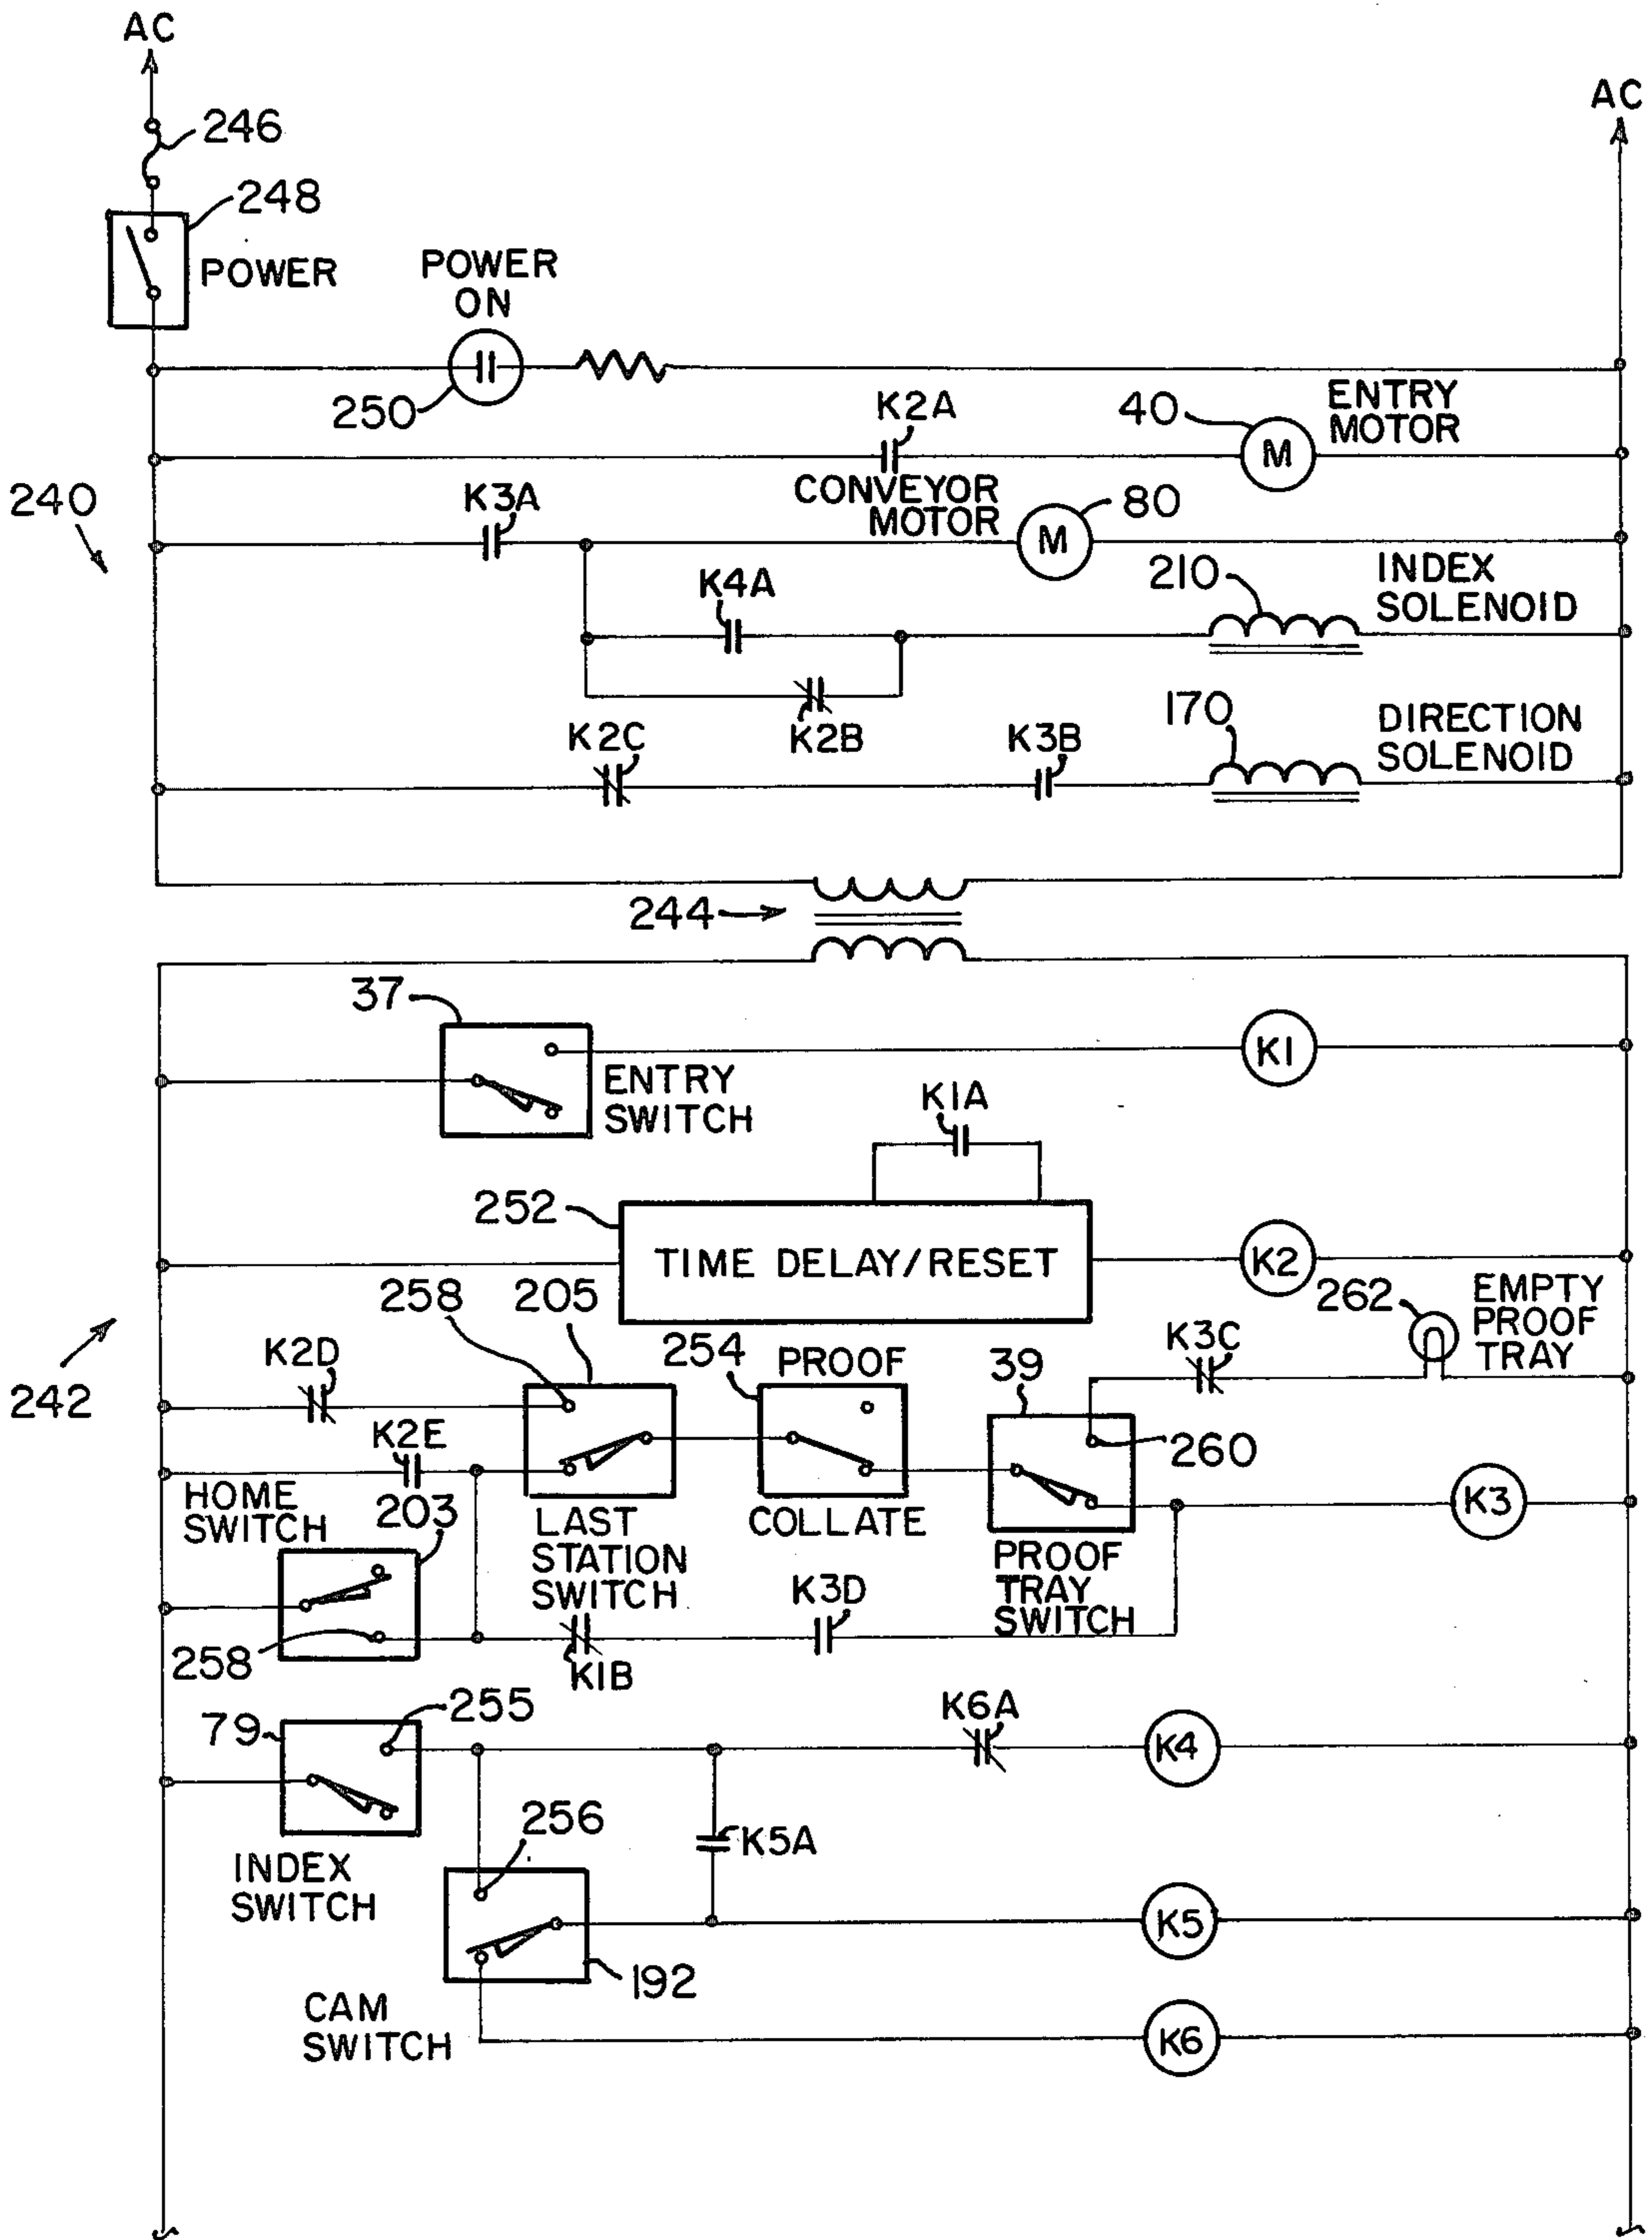 AC
AC
246
248
POWER
POWER
ON
250
K2A
40
ENTRY
MOTOR
M
240
K3A
CONVEYOR
MOTOR
80
M
K4A
210
INDEX
SOLENOID
K2B
K2C
K3B
170
DIRECTION
SOLENOID
244
37
ENTRY
SWITCH
K1
K1A
252
TIME DELAY/RESET
K2
258
205
254
PROOF
39
K3C
262
EMPTY
PROOF
TRAY
242
K2D
K2E
260
HOME
SWITCH
203
LAST
STATION
SWITCH
COLLATE
PROOF
TRAY
SWITCH
K3
K3D
258
K1B
79
255
K6A
K4
INDEX
SWITCH
256
K5A
K5
192
CAM
SWITCH
K6